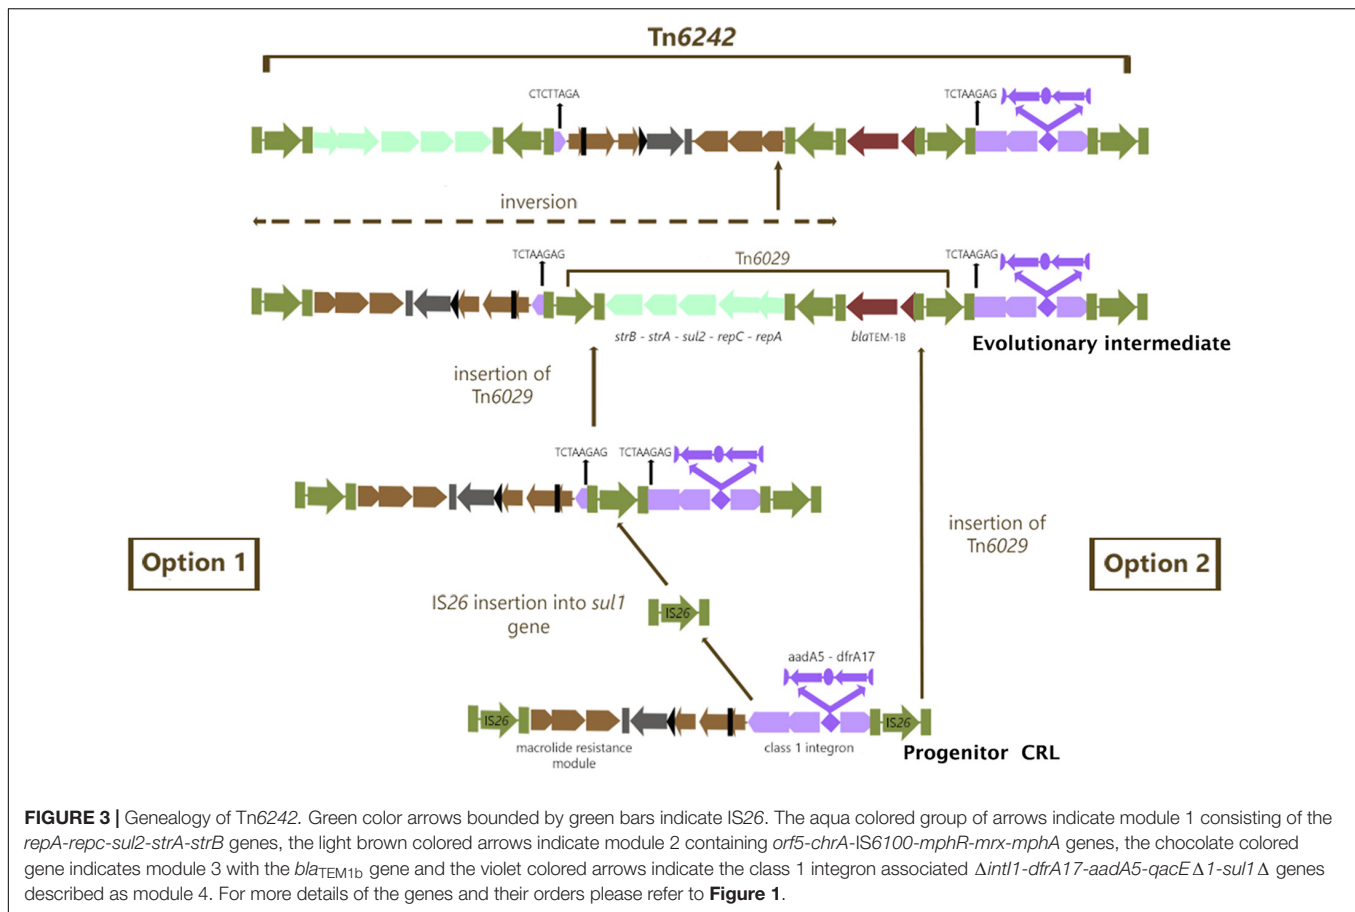 Tn6242
CTCTTAGA
TCTAAGAG
inversion
TCTAAGAG
Tn6029
TCTAAGAG
strB - strA - sul2 - repC - repA
blaTEM-1B
Evolutionary intermediate
insertion of
Tn6029
TCTAAGAG
TCTAAGAG
insertion of
Tn6029
Option 1
Option 2
IS26 insertion into sul1
gene
IS26
aadA5 - dfrA17
IS26
IS26
macrolide resistance
module
class 1 integron
Progenitor CRL
FIGURE 3 | Genealogy of Tn6242. Green color arrows bounded by green bars indicate IS26. The aqua colored group of arrows indicate module 1 consisting of the
repA-repc-sul2-strA-strB genes, the light brown colored arrows indicate module 2 containing orf5-chrA-IS6100-mphR-mrx-mphA genes, the chocolate colored
gene indicates module 3 with the blaTEM1b gene and the violet colored arrows indicate the class 1 integron associated ΔintI1-dfrA17-aadA5-qacEΔ1-sul1Δ genes
described as module 4. For more details of the genes and their orders please refer to Figure 1.